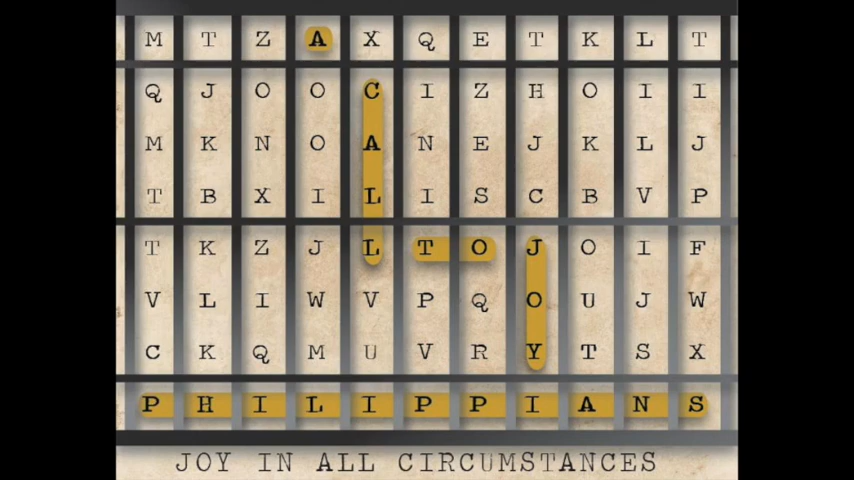 M T Z A X Q E T K L T
Q J O O C I Z H O I I
M K N O A N E J K L J
T B X I L I S C B V P
T K Z J L T O J O I F
V L I W V P Q O U J W
C K Q M U V R Y T S X
P H I L I P P I A N S
JOY IN ALL CIRCUMSTANCES